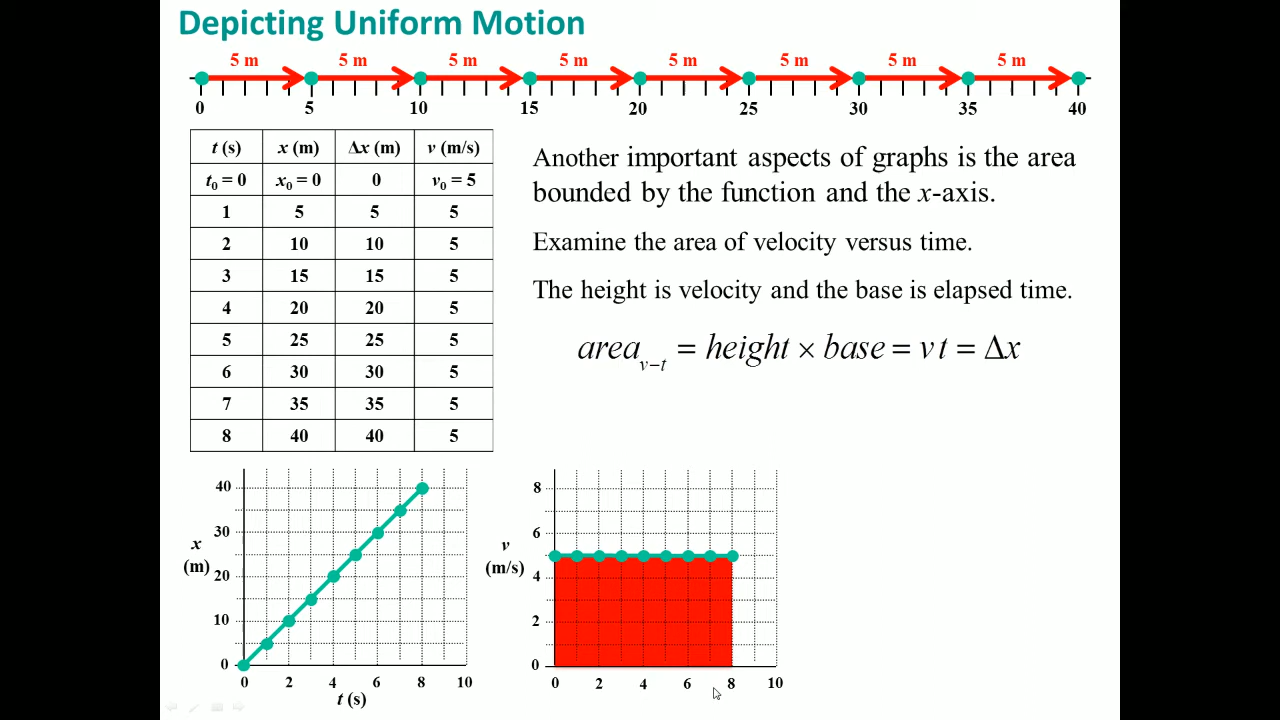 Depicting Uniform Motion
5 m 5 m 5 m 5 m 5 m 5 m 5 m 5 m
0 5 10 15 20 25 30 35 40
t (s) x (m) Δx (m) v (m/s)
t₀ = 0 x₀ = 0 0 v₀ = 5
1 5 5 5
2 10 10 5
3 15 15 5
4 20 20 5
5 25 25 5
6 30 30 5
7 35 35 5
8 40 40 5
Another important aspects of graphs is the area
bounded by the function and the x-axis.
Examine the area of velocity versus time.
The height is velocity and the base is elapsed time.
area v–t = height × base = v t = Δx
40
30
x
(m)
20
10
0
0 2 4 6 8 10
t (s)
8
6
v
(m/s)
4
2
0
0 2 4 6 8 10